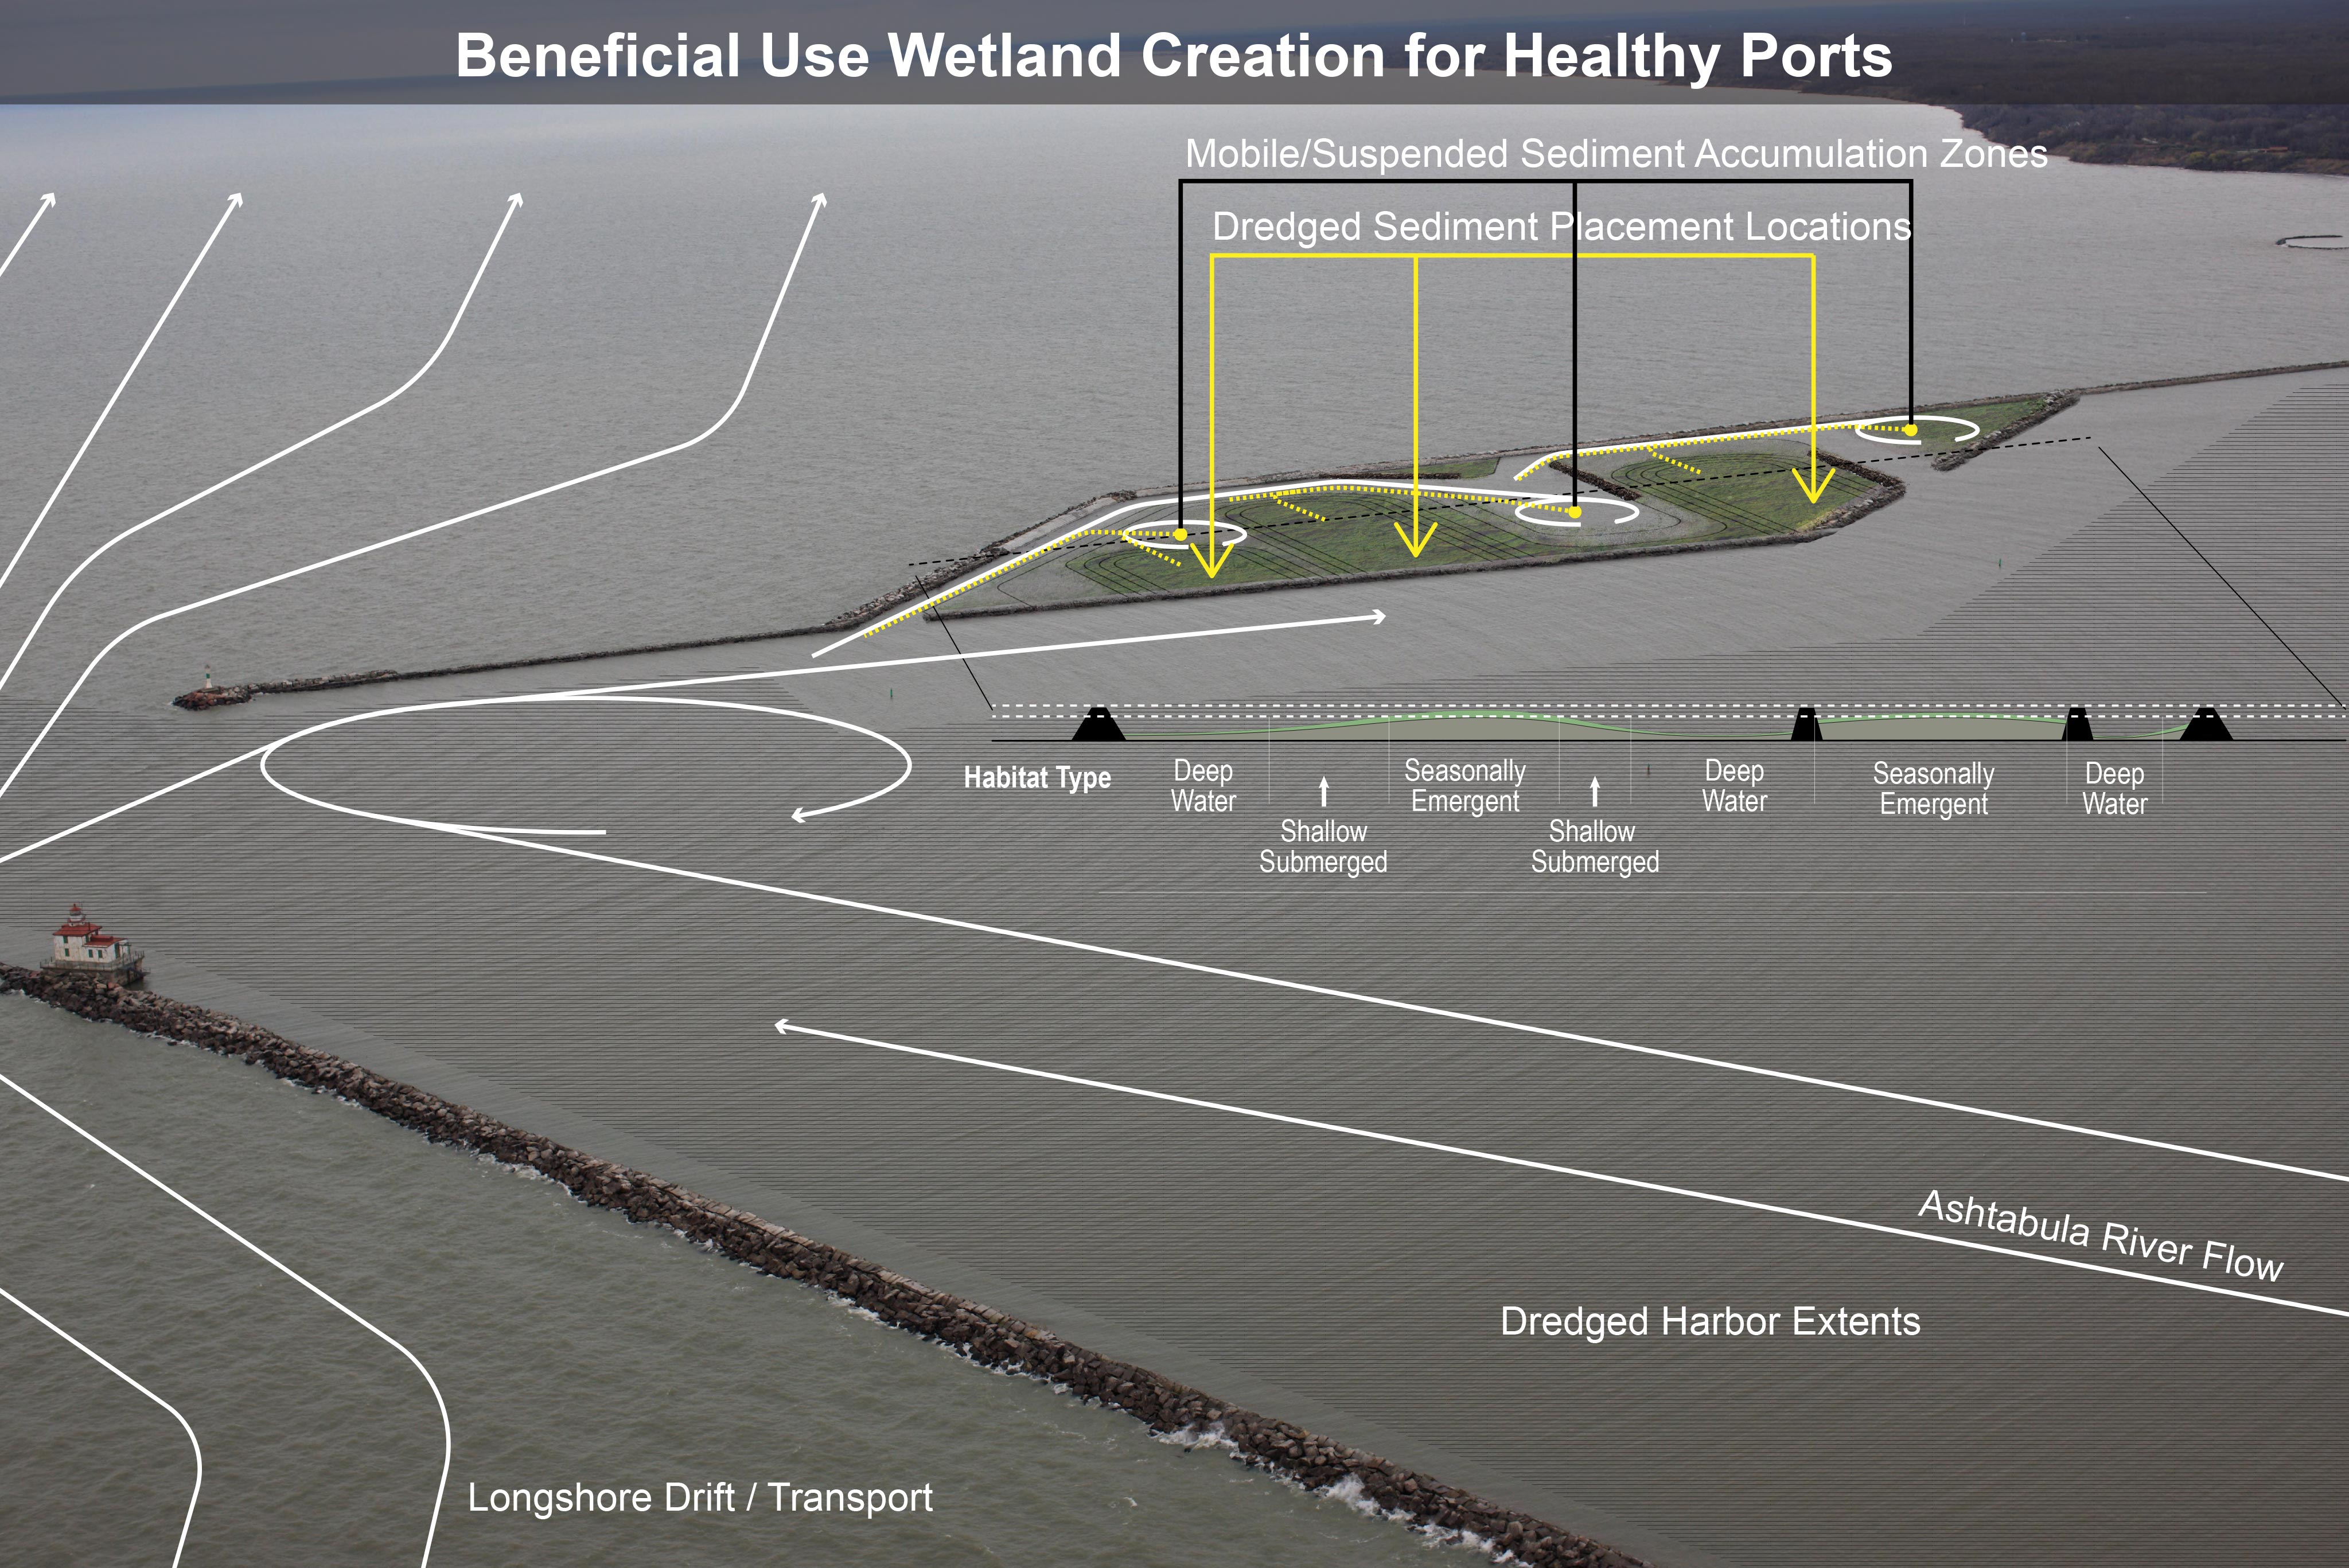 Beneficial Use Wetland Creation for Healthy Ports
Mobile/Suspended Sediment Accumulation Zones
Dredged Sediment Placement Locations
Habitat Type
Deep
Water
Shallow
Submerged
Seasonally
Emergent
Shallow
Submerged
Deep
Water
Seasonally
Emergent
Deep
Water
Ashtabula River Flow
Dredged Harbor Extents
Longshore Drift / Transport